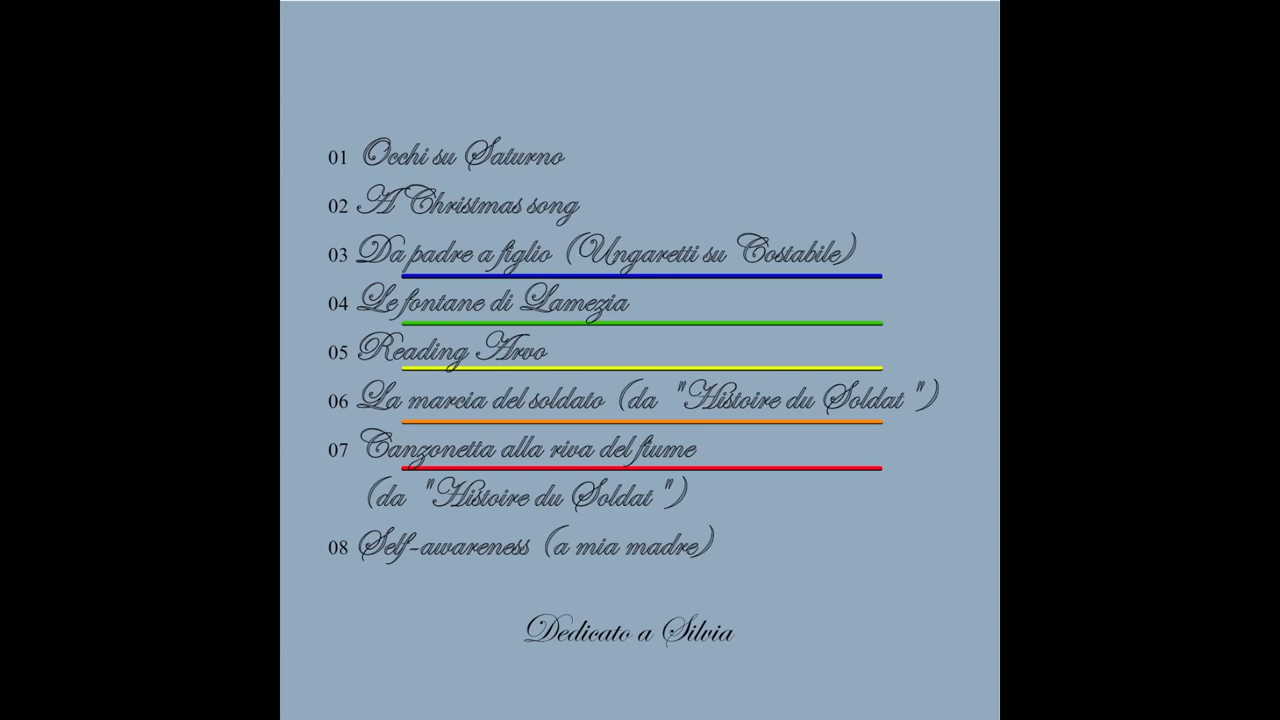 01 Occhi su Saturno
02 A Christmas song
03 Da padre a figlio (Ungaretti su Costabile)
04 Le fontane di Lamezia
05 Reading Arvo
06 La marcia del soldato (da "Histoire du Soldat")
07 Canzonetta alla riva del fiume
(da "Histoire du Soldat")
08 Self-awareness (a mia madre)
Dedicato a Silvia